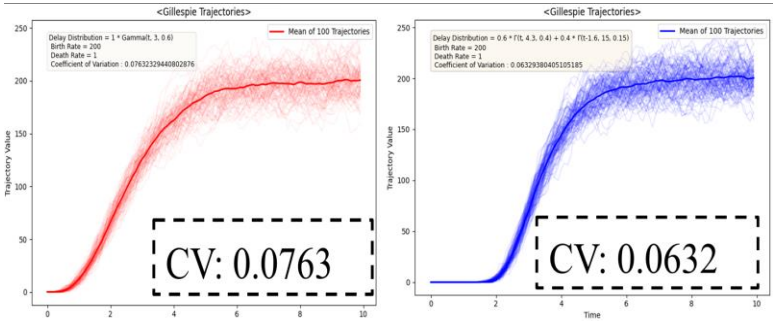 <Gillespie Trajectories>
Delay Distribution = 1 * Gamma(t, 3, 0.6)
Birth Rate = 200
Death Rate = 1
Coefficient of Variation : 0.07632329440802876
Mean of 100 Trajectories
Trajectory Value
250
200
150
100
50
0
0 2 4 6 8 10
CV: 0.0763
<Gillespie Trajectories>
Delay Distribution = 0.6 * Γ(t, 4.3, 0.4) + 0.4 * Γ(t-1.6, 15, 0.15)
Birth Rate = 200
Death Rate = 1
Coefficient of Variation : 0.06329380405105185
Mean of 100 Trajectories
Trajectory Value
200
150
100
50
0
0 2 4 6 8 10
Time
CV: 0.0632